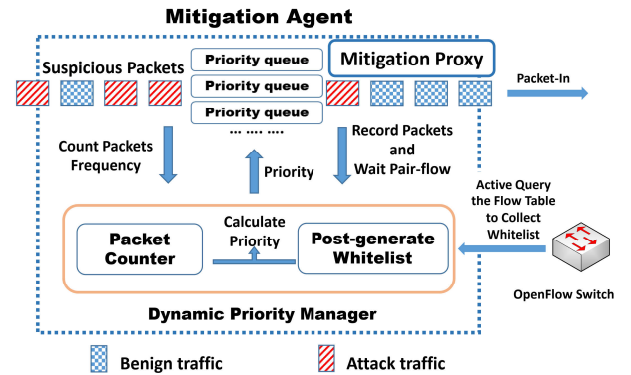 Mitigation Agent
Suspicious Packets
Priority queue
Priority queue
Priority queue
... .... ....
Mitigation Proxy
Packet-In
Count Packets
Frequency
Priority
Record Packets
and
Wait Pair-flow
Active Query
the Flow Table
to Collect
Whitelist
Packet
Counter
Calculate
Priority
Post-generate
Whitelist
OpenFlow Switch
Dynamic Priority Manager
Benign traffic
Attack traffic